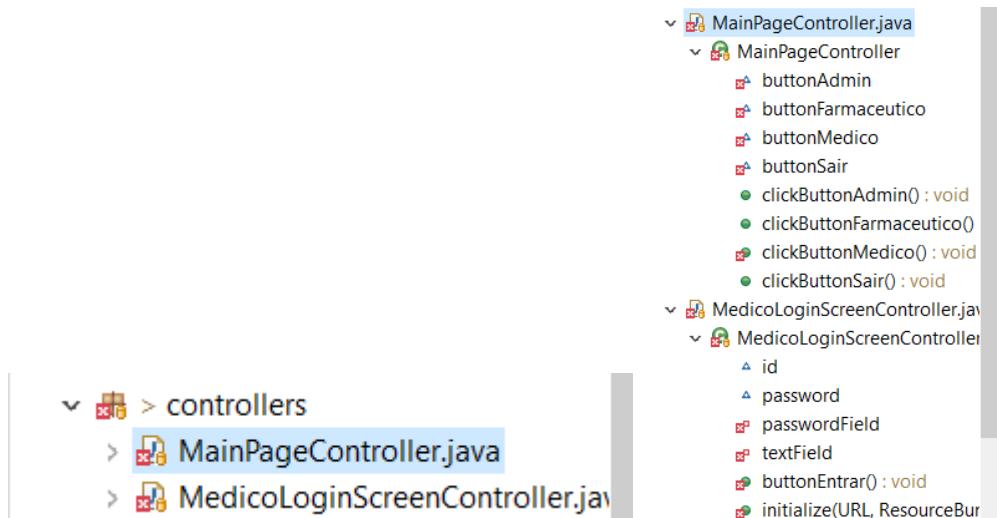 MainPageController.java
MainPageController
buttonAdmin
buttonFarmaceutico
buttonMedico
buttonSair
clickButtonAdmin() : void
clickButtonFarmaceutico()
clickButtonMedico() : void
clickButtonSair() : void
MedicoLoginScreenController.jav
MedicoLoginScreenController
id
password
passwordField
textField
buttonEntrar() : void
initialize(URL, ResourceBur
> controllers
MainPageController.java
MedicoLoginScreenController.jav